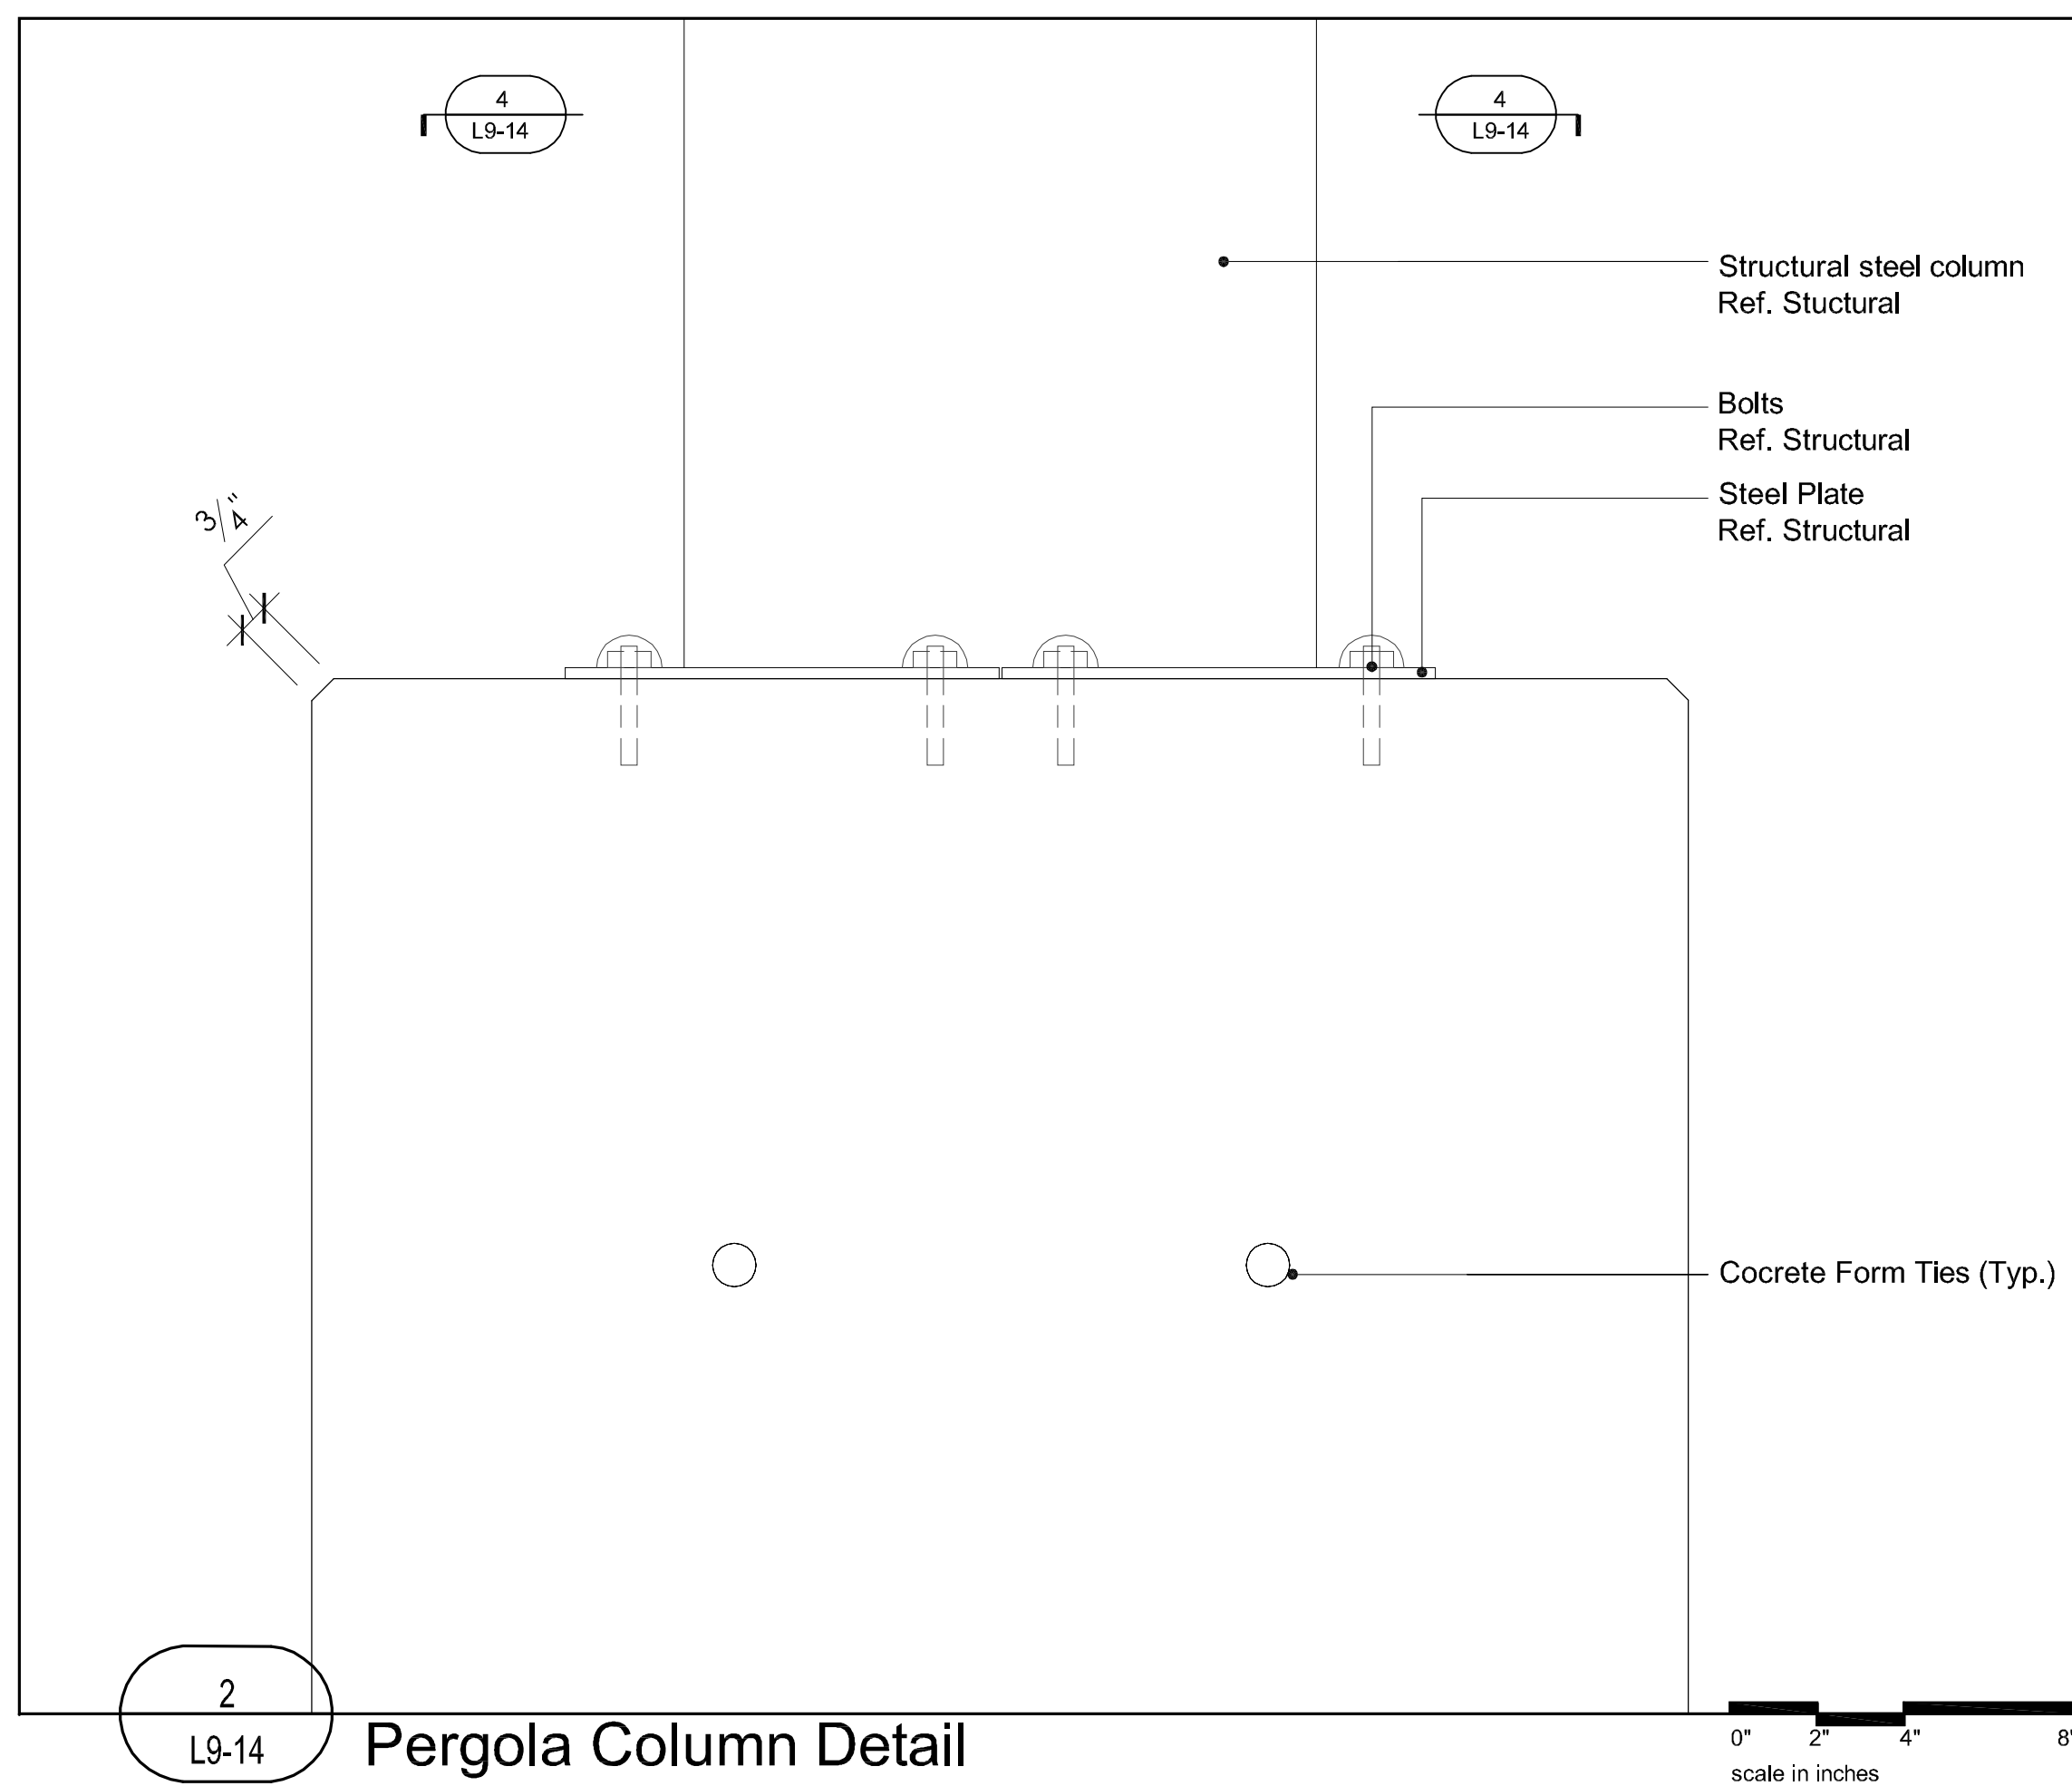 4
L9-14
4
L9-14
Structural steel column
Ref. Stuctural
Bolts
Ref. Structural
Steel Plate
Ref. Structural
3/4"
Cocrete Form Ties (Typ.)
2
L9-14
Pergola Column Detail
0" 2" 4" 8"
scale in inches